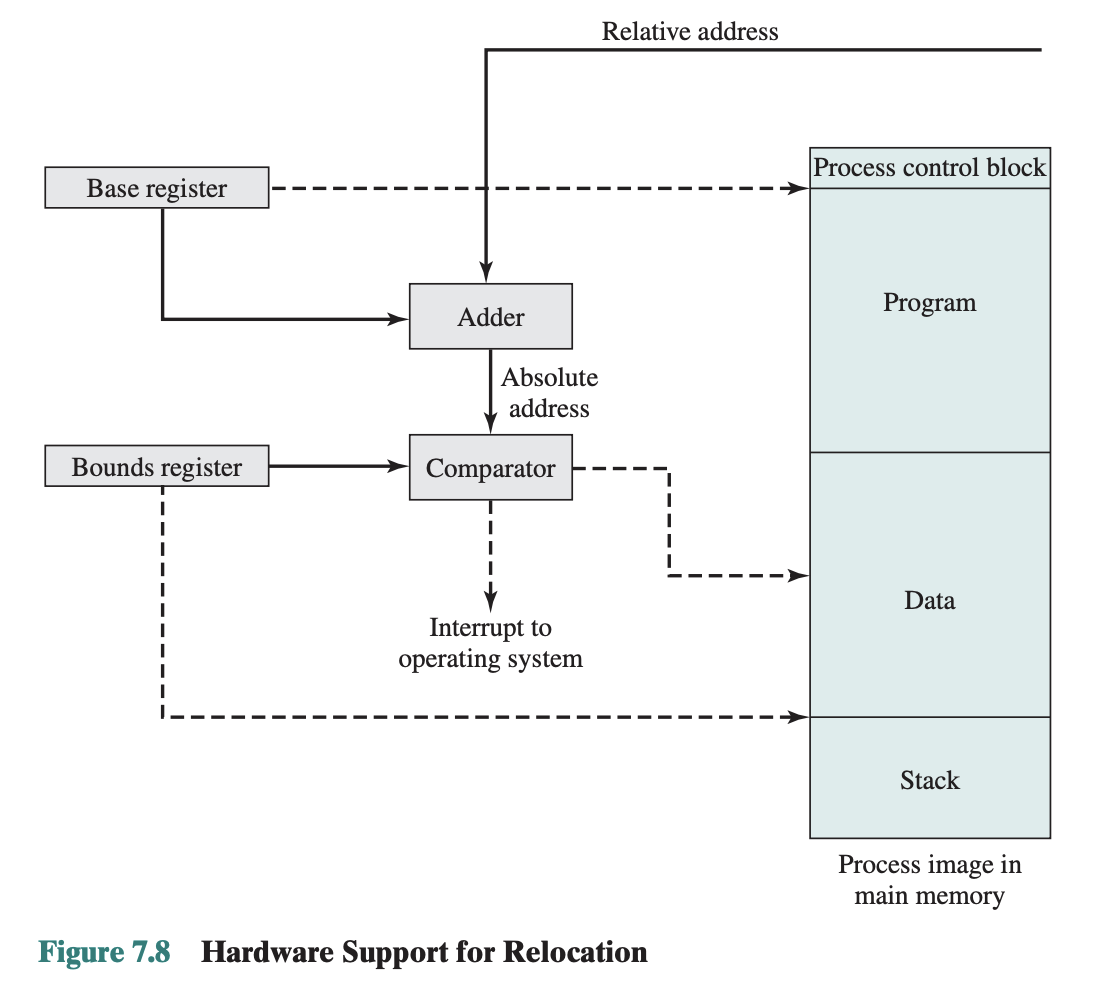 Relative address
Process control block
Base register
Program
Adder
Absolute
address
Bounds register
Comparator
Data
Interrupt to
operating system
Stack
Process image in
main memory
Figure 7.8 Hardware Support for Relocation